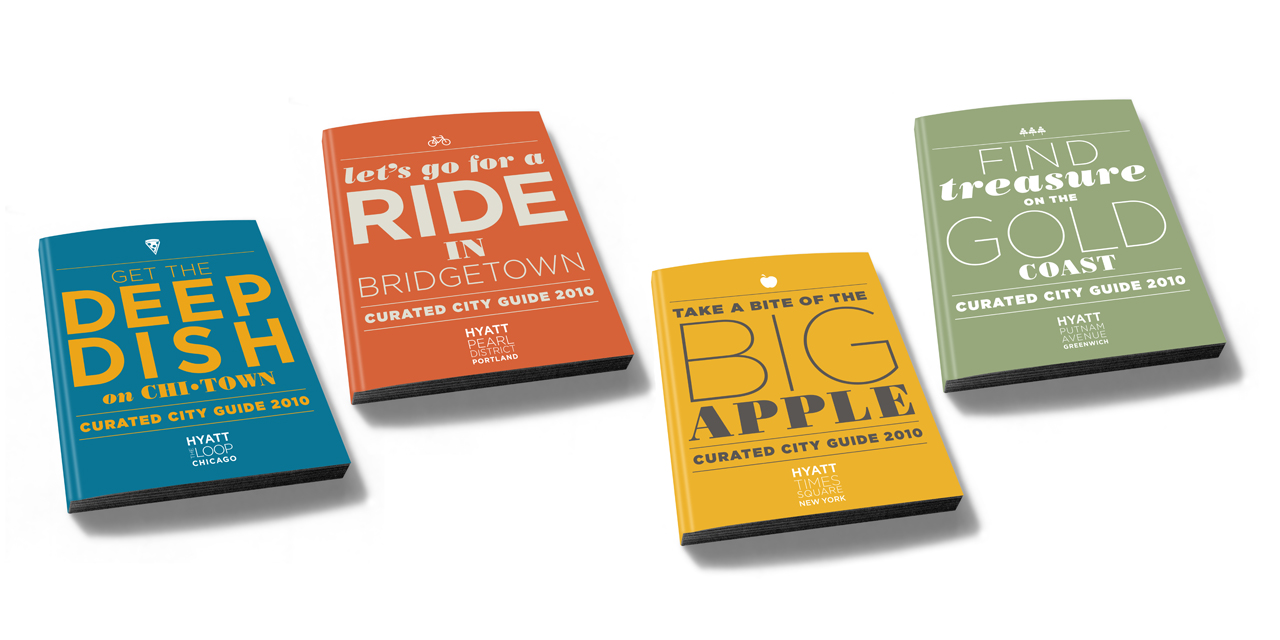 GET THE
DEEP
DISH
on CHI•TOWN
CURATED CITY GUIDE 2010
HYATT
THE LOOP
CHICAGO
let's go for a
RIDE
IN
BRIDGETOWN
CURATED CITY GUIDE 2010
HYATT
PEARL
DISTRICT
PORTLAND
TAKE A BITE OF THE
BIG
APPLE
CURATED CITY GUIDE 2010
HYATT
TIMES
SQUARE
NEW YORK
FIND
treasure
ON THE
GOLD
COAST
CURATED CITY GUIDE 2010
HYATT
PUTNAM
AVENUE
GREENWICH